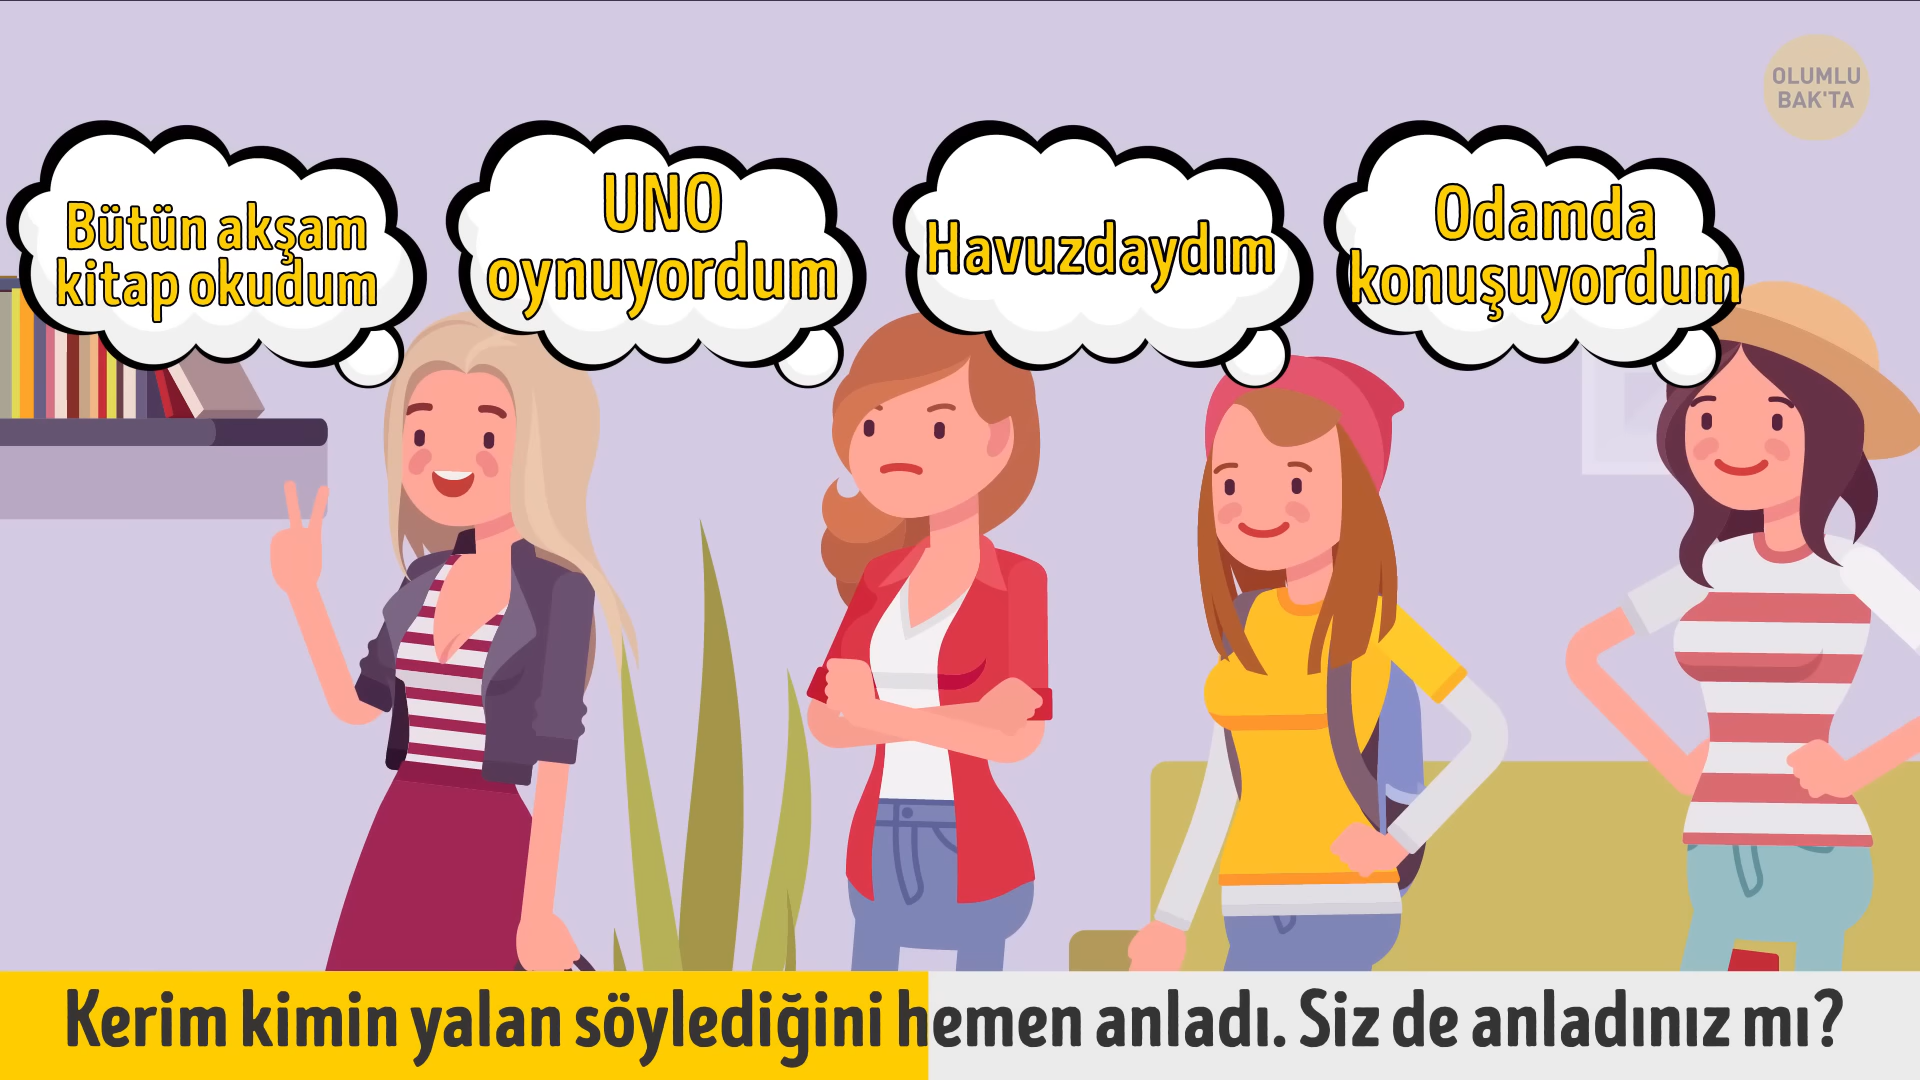 OLUMLU
BAK'TA
Bütün akşam
kitap okudum
UNO
oynuyordum
Havuzdaydım
Odamda
konuşuyordum
Kerim kimin yalan söylediğini hemen anladı. Siz de anladınız mı?